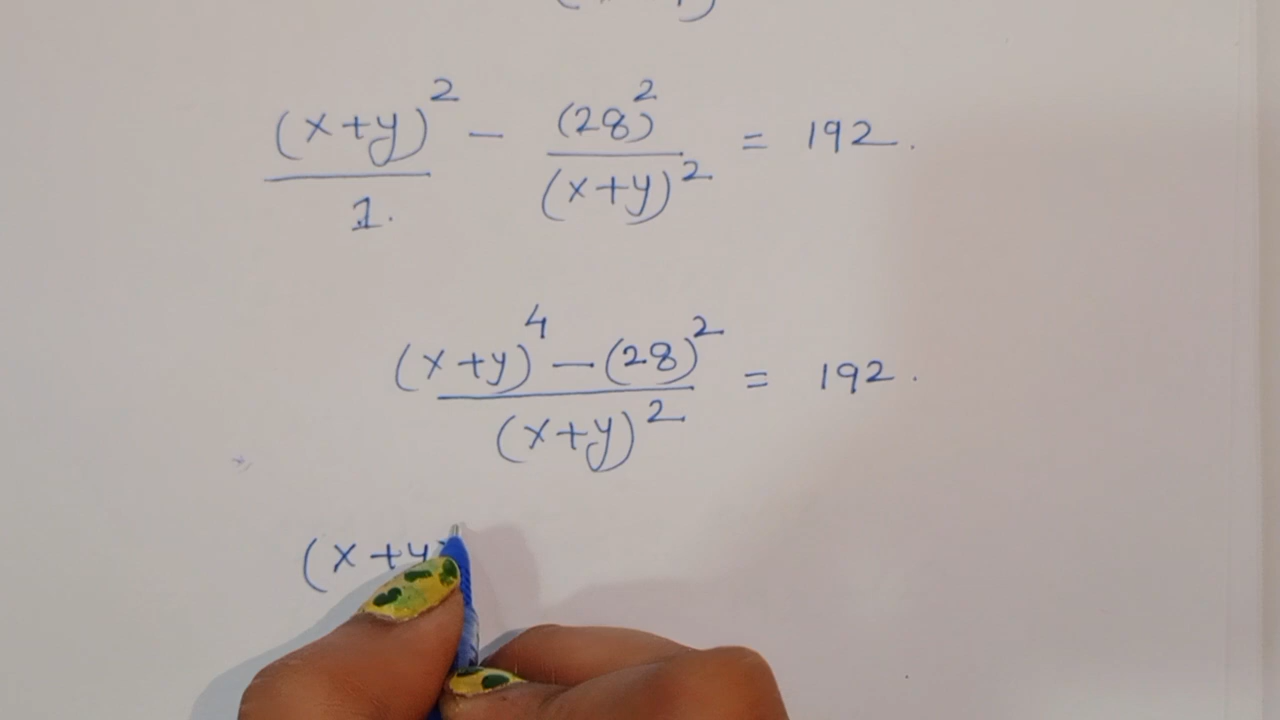 (x+y)² / 1. - (28)² / (x+y)² = 192.
(x+y)⁴ - (28)² / (x+y)² = 192.
(x+y)